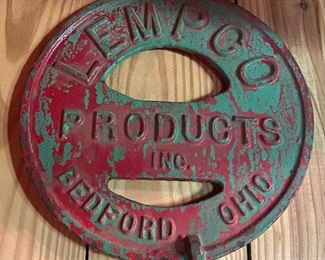 LEMPCO
PRODUCTS
INC.
BEDFORD OHIO